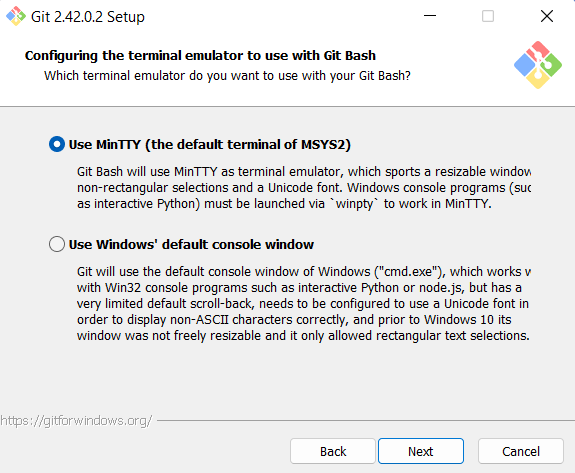 Git 2.42.0.2 Setup
Configuring the terminal emulator to use with Git Bash
Which terminal emulator do you want to use with your Git Bash?
Use MinTTY (the default terminal of MSYS2)
Git Bash will use MinTTY as terminal emulator, which sports a resizable window
non-rectangular selections and a Unicode font. Windows console programs (suc
as interactive Python) must be launched via `winpty` to work in MinTTY.
Use Windows' default console window
Git will use the default console window of Windows ("cmd.exe"), which works w
with Win32 console programs such as interactive Python or node.js, but has a
very limited default scroll-back, needs to be configured to use a Unicode font in
order to display non-ASCII characters correctly, and prior to Windows 10 its
window was not freely resizable and it only allowed rectangular text selections.
https://gitforwindows.org/
Back
Next
Cancel